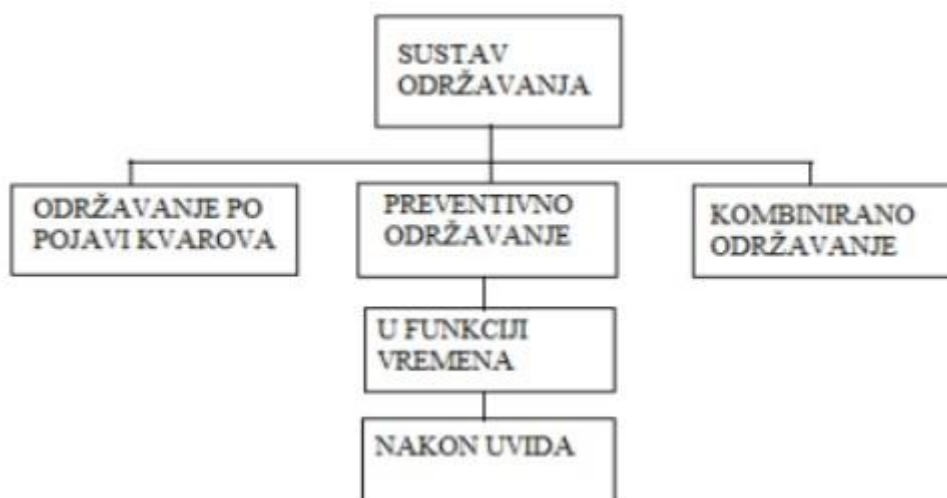 SUSTAV
ODRŽAVANJA
ODRŽAVANJE PO
POJAVI KVAROVA
PREVENTIVNO
ODRŽAVANJE
KOMBINIRANO
ODRŽAVANJE
U FUNKCIJI
VREMENA
NAKON UVIDA